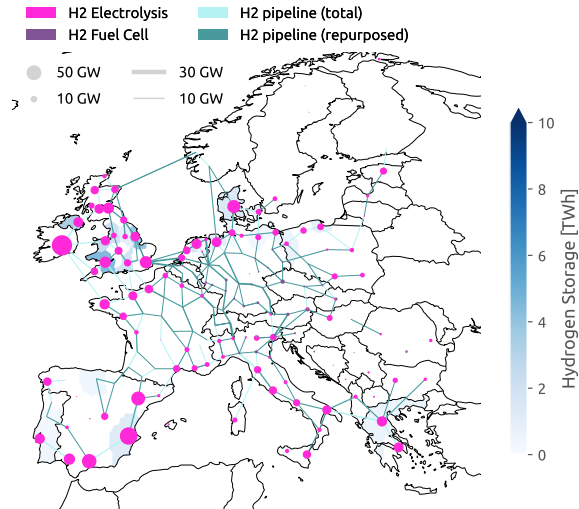 H2 Electrolysis
H2 Fuel Cell
H2 pipeline (total)
H2 pipeline (repurposed)
50 GW
10 GW
30 GW
10 GW
10
8
6
4
2
0
Hydrogen Storage [TWh]